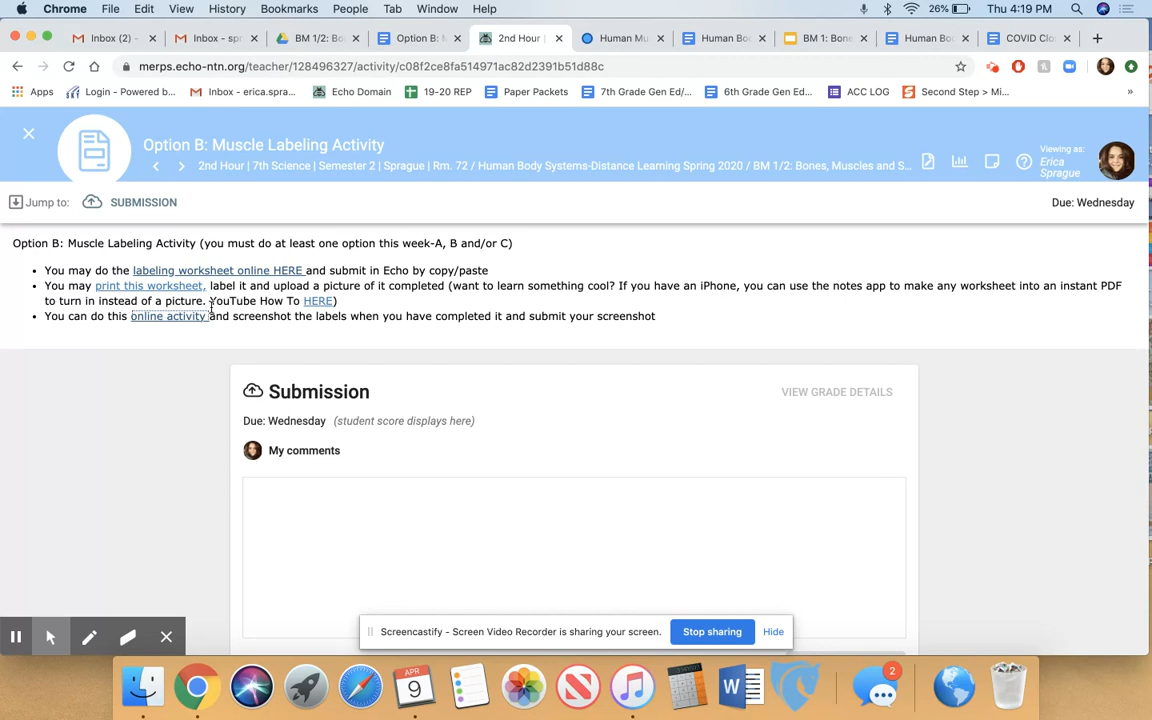 Chrome File Edit View History Bookmarks People Tab Window Help 26% Thu 4:19 PM
Inbox (2) - Inbox - spr BM 1/2: Bo Option B: M 2nd Hour Human Mu Human Boo BM 1: Bone Human Boo COVID Clo
merps.echo-ntn.org/teacher/128496327/activity/c08f2ce8fa514971ac82d2391b51d88c
Apps Login - Powered b... Inbox - erica.spra... Echo Domain 19-20 REP Paper Packets 7th Grade Gen Ed/... 6th Grade Gen Ed... ACC LOG Second Step > Mi... »
Option B: Muscle Labeling Activity
2nd Hour | 7th Science | Semester 2 | Sprague | Rm. 72 / Human Body Systems-Distance Learning Spring 2020 / BM 1/2: Bones, Muscles and S...
Viewing as:
Erica
Sprague
Jump to: SUBMISSION Due: Wednesday
Option B: Muscle Labeling Activity (you must do at least one option this week-A, B and/or C)
• You may do the labeling worksheet online HERE and submit in Echo by copy/paste
• You may print this worksheet, label it and upload a picture of it completed (want to learn something cool? If you have an iPhone, you can use the notes app to make any worksheet into an instant PDF
to turn in instead of a picture. YouTube How To HERE)
• You can do this online activity and screenshot the labels when you have completed it and submit your screenshot
Submission VIEW GRADE DETAILS
Due: Wednesday (student score displays here)
My comments
Screencastify - Screen Video Recorder is sharing your screen. Stop sharing Hide
APR
9
2